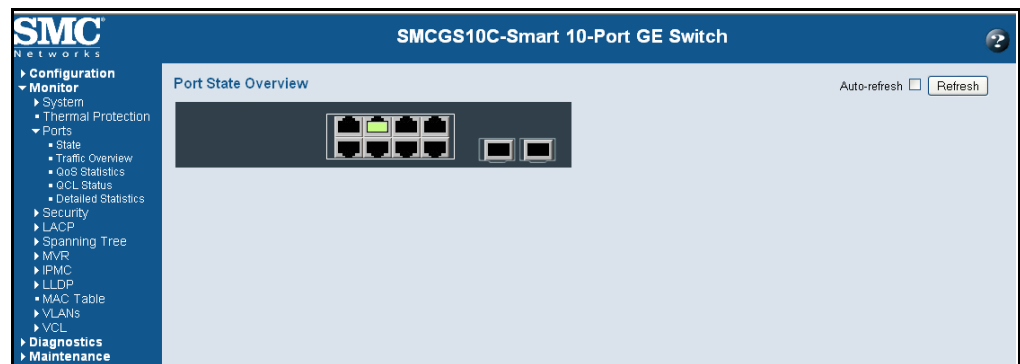 SMC
Networks
SMCGS10C-Smart 10-Port GE Switch
?
Configuration
Monitor
System
Thermal Protection
Ports
State
Traffic Overview
QoS Statistics
QCL Status
Detailed Statistics
Security
LACP
Spanning Tree
MVR
IPMC
LLDP
MAC Table
VLANs
VCL
Diagnostics
Maintenance
Port State Overview
Auto-refresh
Refresh